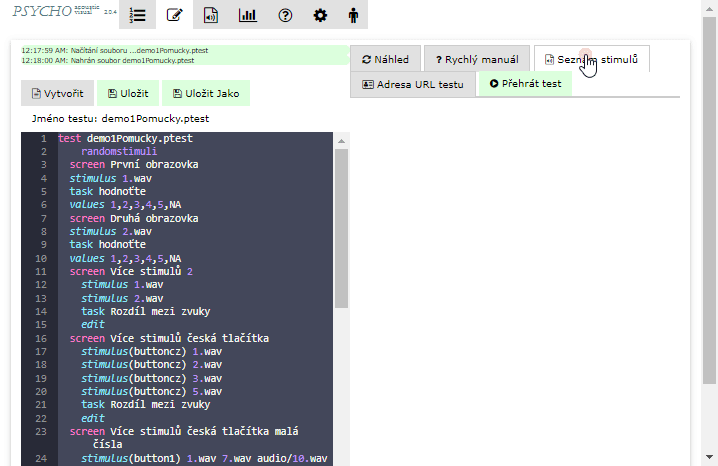 PSYCHO acoustic visual 2.0.4
12:17:59 AM: Načítání souboru ...demo1Pomucky.ptest
12:18:00 AM: Nahrán soubor demo1Pomucky.ptest
Náhled
? Rychlý manuál
Seznam stimulů
Adresa URL testu
Přehrát test
Vytvořit
Uložit
Uložit Jako
Jméno testu: demo1Pomucky.ptest
1 test demo1Pomucky.ptest
2 randomstimuli
3 screen První obrazovka
4 stimulus 1.wav
5 task hodnoťte
6 values 1,2,3,4,5,NA
7 screen Druhá obrazovka
8 stimulus 2.wav
9 task hodnoťte
10 values 1,2,3,4,5,NA
11 screen Více stimulů 2
12 stimulus 1.wav
13 stimulus 2.wav
14 task Rozdíl mezi zvuky
15 edit
16 screen Více stimulů česká tlačítka
17 stimulus(buttoncz) 1.wav
18 stimulus(buttoncz) 2.wav
19 stimulus(buttoncz) 3.wav
20 stimulus(buttoncz) 5.wav
21 task Rozdíl mezi zvuky
22 edit
23 screen Více stimulů česká tlačítka malá
čísla
24 stimulus(button1) 1.wav 7.wav audio/10.wav